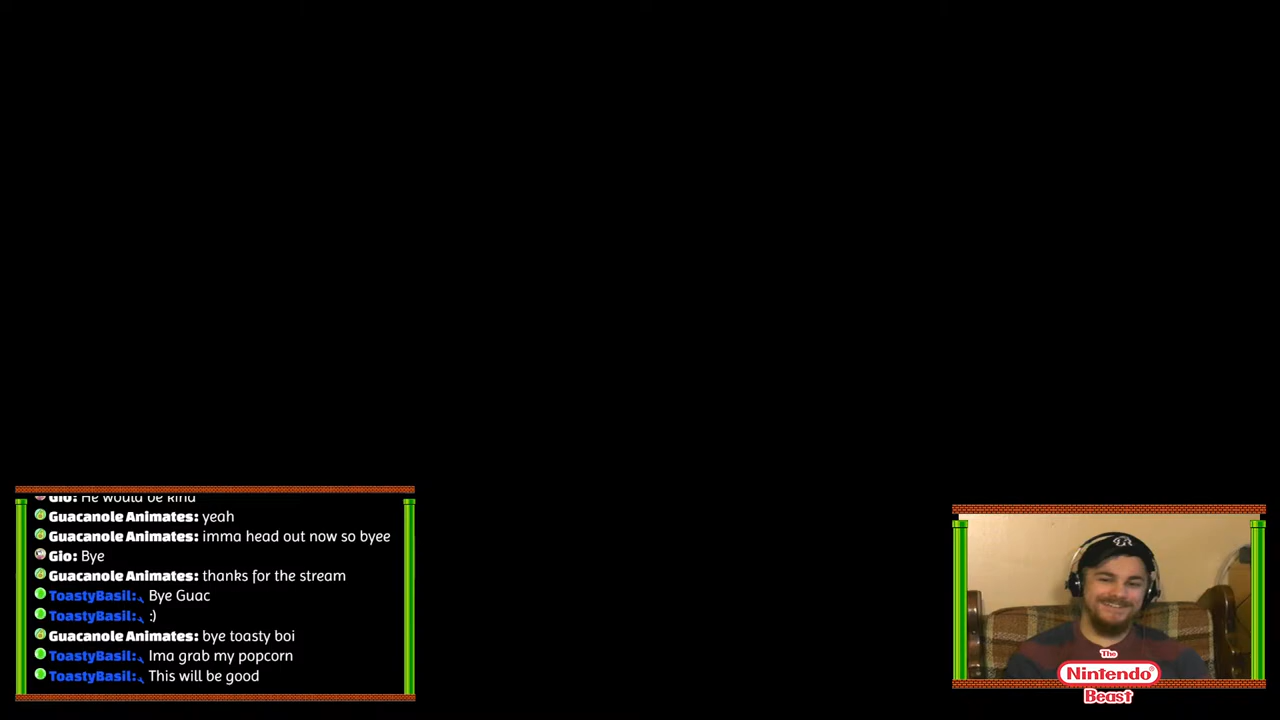 Gio: He would be kind
Guacanole Animates: yeah
Guacanole Animates: imma head out now so byee
Gio: Bye
Guacanole Animates: thanks for the stream
ToastyBasil: Bye Guac
ToastyBasil: :)
Guacanole Animates: bye toasty boi
ToastyBasil: Ima grab my popcorn
ToastyBasil: This will be good
The
Nintendo
Beast